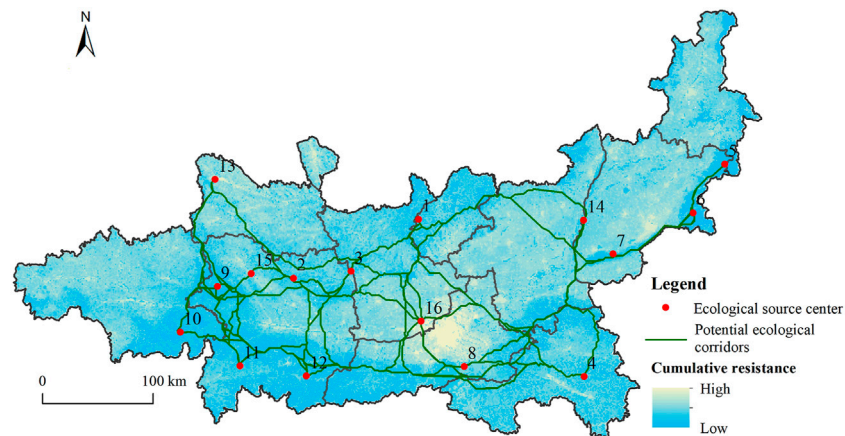 N
5
13
6
1
14
7
15
2
3
9
Legend
Ecological source center
16
10
Potential ecological
corridors
8
11
12
4
Cumulative resistance
0
100 km
High
Low